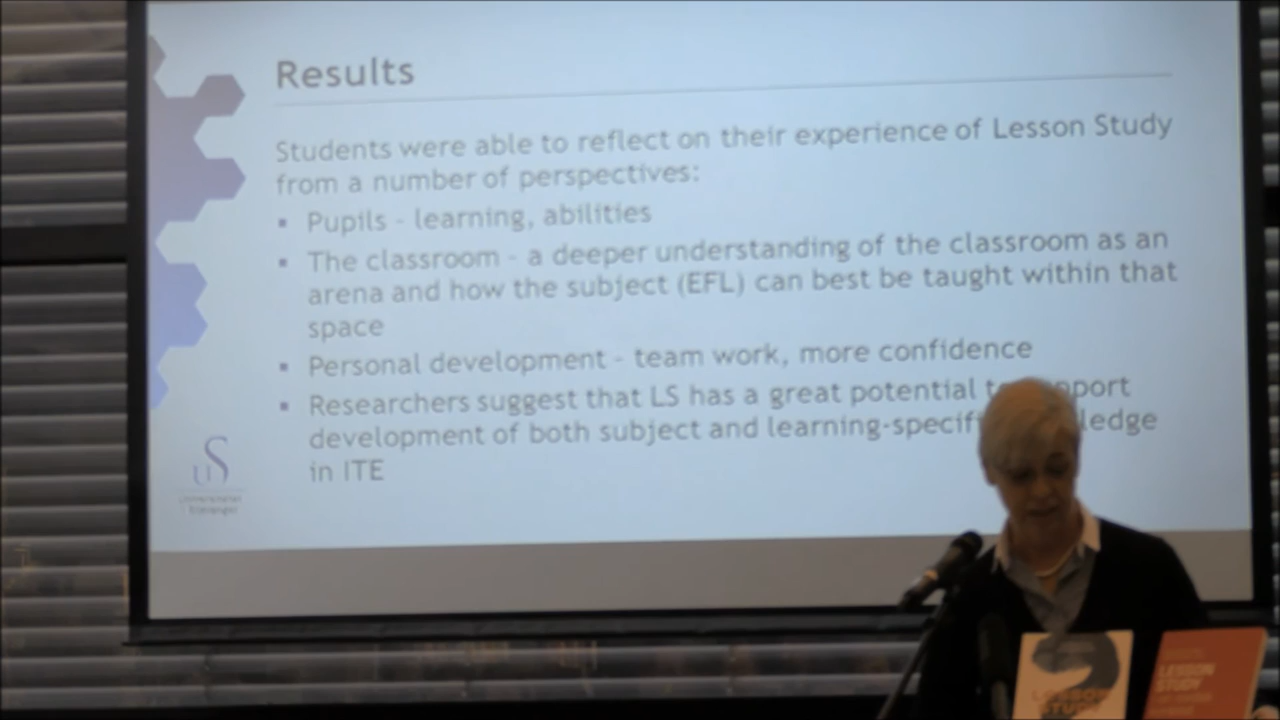 Results
Students were able to reflect on their experience of Lesson Study
from a number of perspectives:
▪ Pupils - learning, abilities
▪ The classroom - a deeper understanding of the classroom as an
arena and how the subject (EFL) can best be taught within that
space
▪ Personal development - team work, more confidence
▪ Researchers suggest that LS has a great potential
development of both subject and
in ITE
LESSON
STUDY
LESSON
STUDY